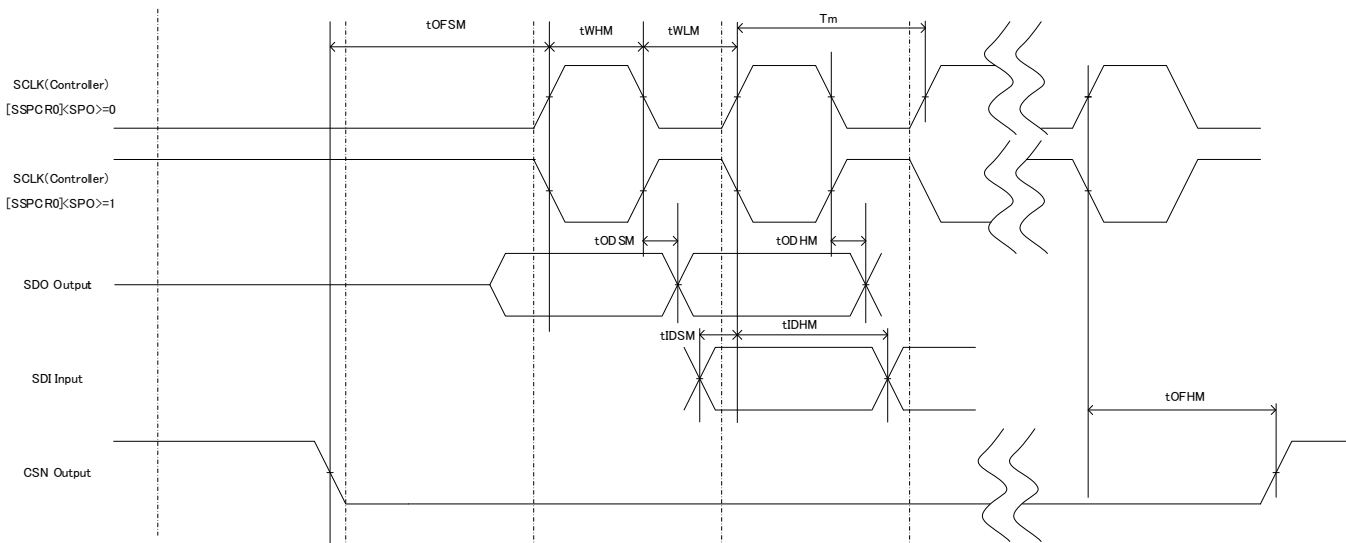 tOFSM
tWHM
tWLM
Tm
SCLK(Controller)
[SSPCR0]<SPO>=0
SCLK(Controller)
[SSPCR0]<SPO>=1
tODSM
tODHM
SDO Output
tIDSM
tIDHM
SDI Input
tOFHM
CSN Output